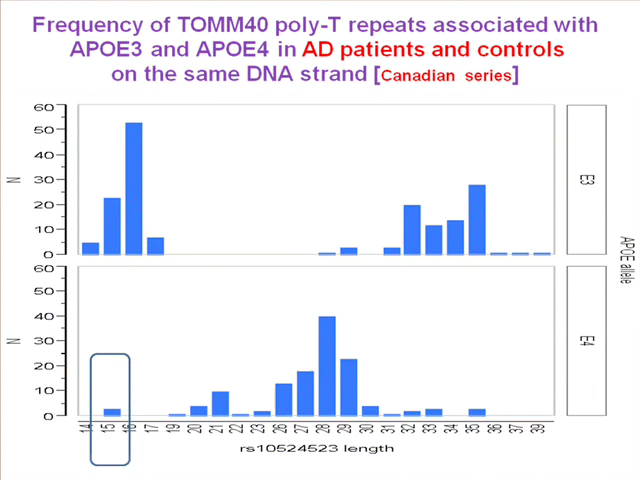 Frequency of TOMM40 poly-T repeats associated with
APOE3 and APOE4 in AD patients and controls
on the same DNA strand [Canadian series]
60
50
40
30
20
10
0
N
E3
60
50
40
30
20
10
0
N
E4
APOE allele
14 15 16 17 19 20 21 22 23 26 27 28 29 30 31 32 33 34 35 36 37 39
rs10524523 length